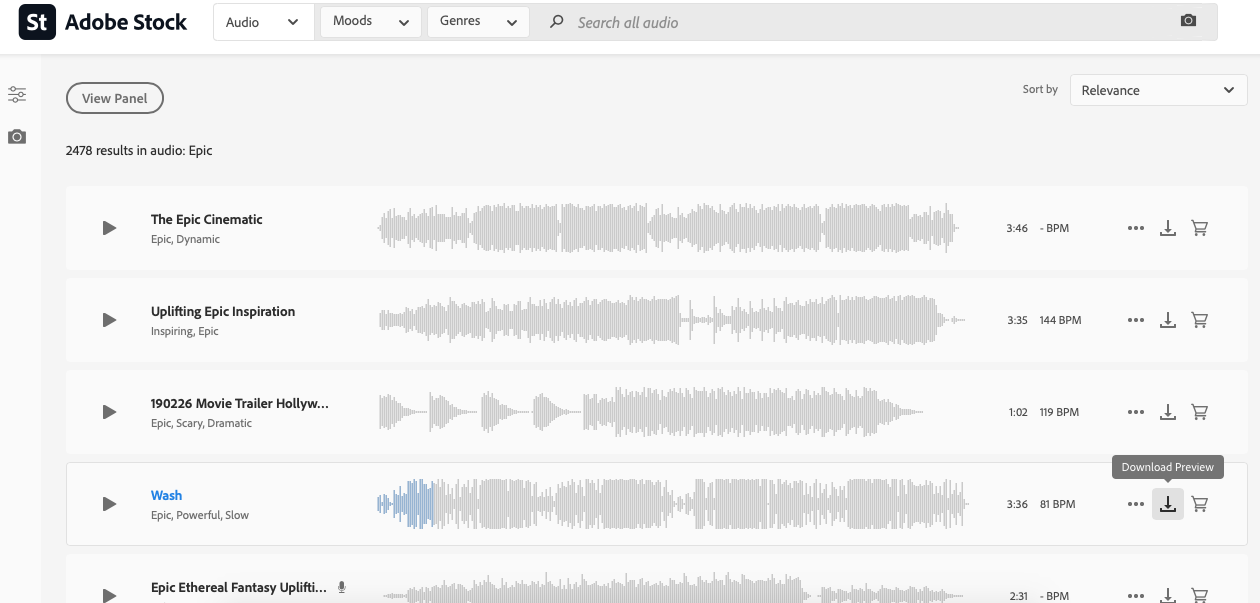 St Adobe Stock Audio Moods Genres Search all audio
View Panel Sort by Relevance
2478 results in audio: Epic
The Epic Cinematic
Epic, Dynamic
3:46 - BPM
Uplifting Epic Inspiration
Inspiring, Epic
3:35 144 BPM
190226 Movie Trailer Hollyw...
Epic, Scary, Dramatic
1:02 119 BPM
Download Preview
Wash
Epic, Powerful, Slow
3:36 81 BPM
Epic Ethereal Fantasy Uplifti...
2:31 - BPM